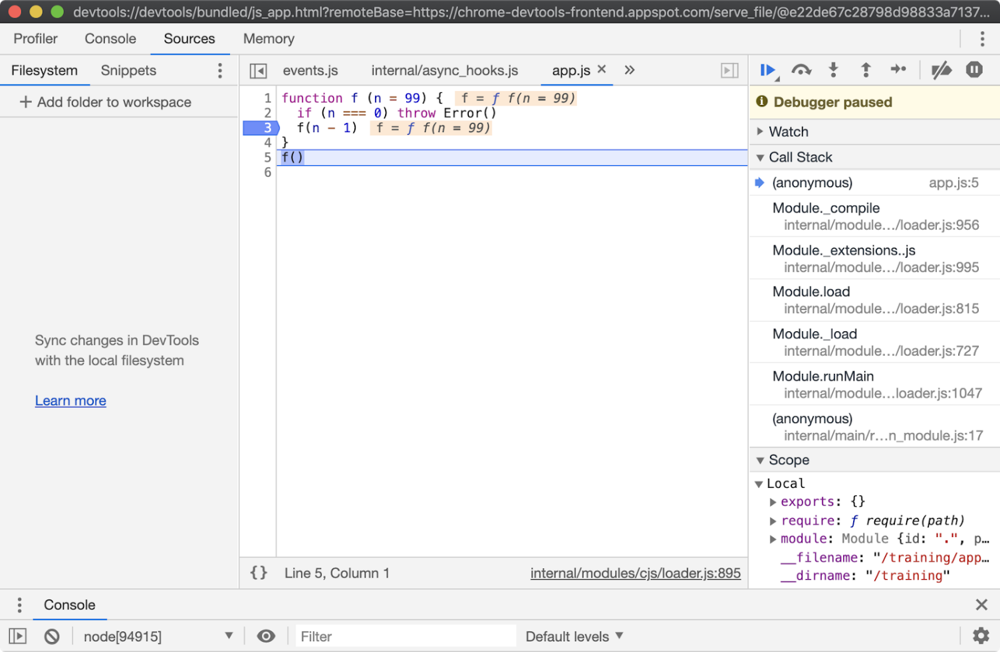 devtools://devtools/bundled/js_app.html?remoteBase=https://chrome-devtools-frontend.appspot.com/serve_file/@e22de67c28798d98833a7137...
Profiler Console Sources Memory
Filesystem Snippets
events.js internal/async_hooks.js app.js ✕ »
+ Add folder to workspace
Sync changes in DevTools
with the local filesystem
Learn more
1 function f (n = 99) { f = ƒ f(n = 99)
2 if (n === 0) throw Error()
3 f(n - 1) f = ƒ f(n = 99)
4 }
5 f()
6
{} Line 5, Column 1 internal/modules/cjs/loader.js:895
Debugger paused
Watch
Call Stack
(anonymous) app.js:5
Module._compile
internal/module…/loader.js:956
Module._extensions..js
internal/module…/loader.js:995
Module.load
internal/module…/loader.js:815
Module._load
internal/module…/loader.js:727
Module.runMain
internal/module…loader.js:1047
(anonymous)
internal/main/r…n_module.js:17
Scope
Local
exports: {}
require: ƒ require(path)
module: Module {id: ".", p…
__filename: "/training/app…
__dirname: "/training"
Console
node[94915] Filter Default levels